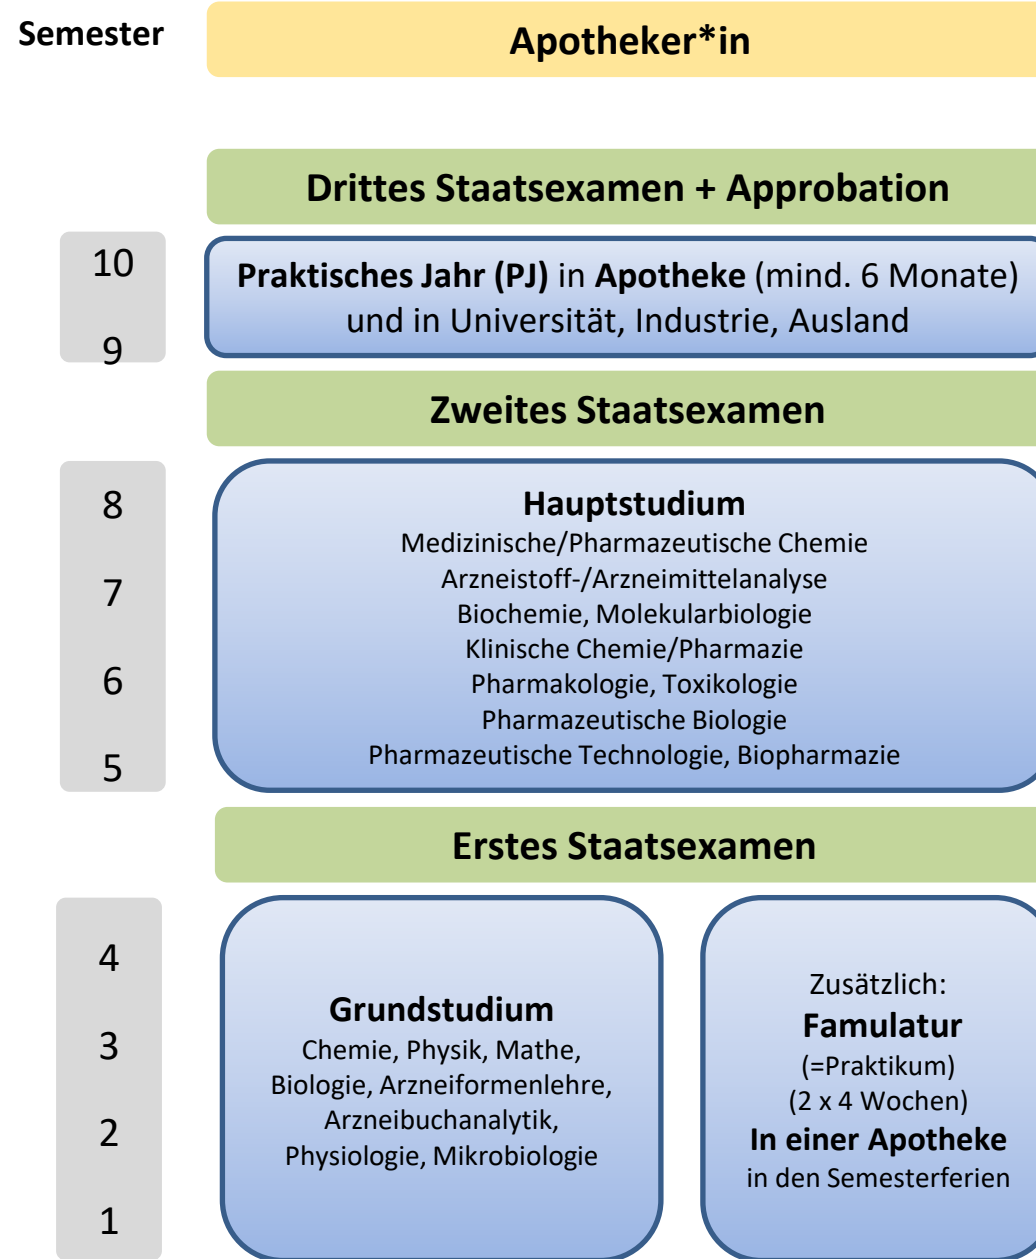 Semester
Apotheker*in
Drittes Staatsexamen + Approbation
10
9
Praktisches Jahr (PJ) in Apotheke (mind. 6 Monate)
und in Universität, Industrie, Ausland
Zweites Staatsexamen
8
7
6
5
Hauptstudium
Medizinische/Pharmazeutische Chemie
Arzneistoff-/Arzneimittelanalyse
Biochemie, Molekularbiologie
Klinische Chemie/Pharmazie
Pharmakologie, Toxikologie
Pharmazeutische Biologie
Pharmazeutische Technologie, Biopharmazie
Erstes Staatsexamen
4
3
2
1
Grundstudium
Chemie, Physik, Mathe,
Biologie, Arzneiformenlehre,
Arzneibuchanalytik,
Physiologie, Mikrobiologie
Zusätzlich:
Famulatur
(=Praktikum)
(2 x 4 Wochen)
In einer Apotheke
in den Semesterferien